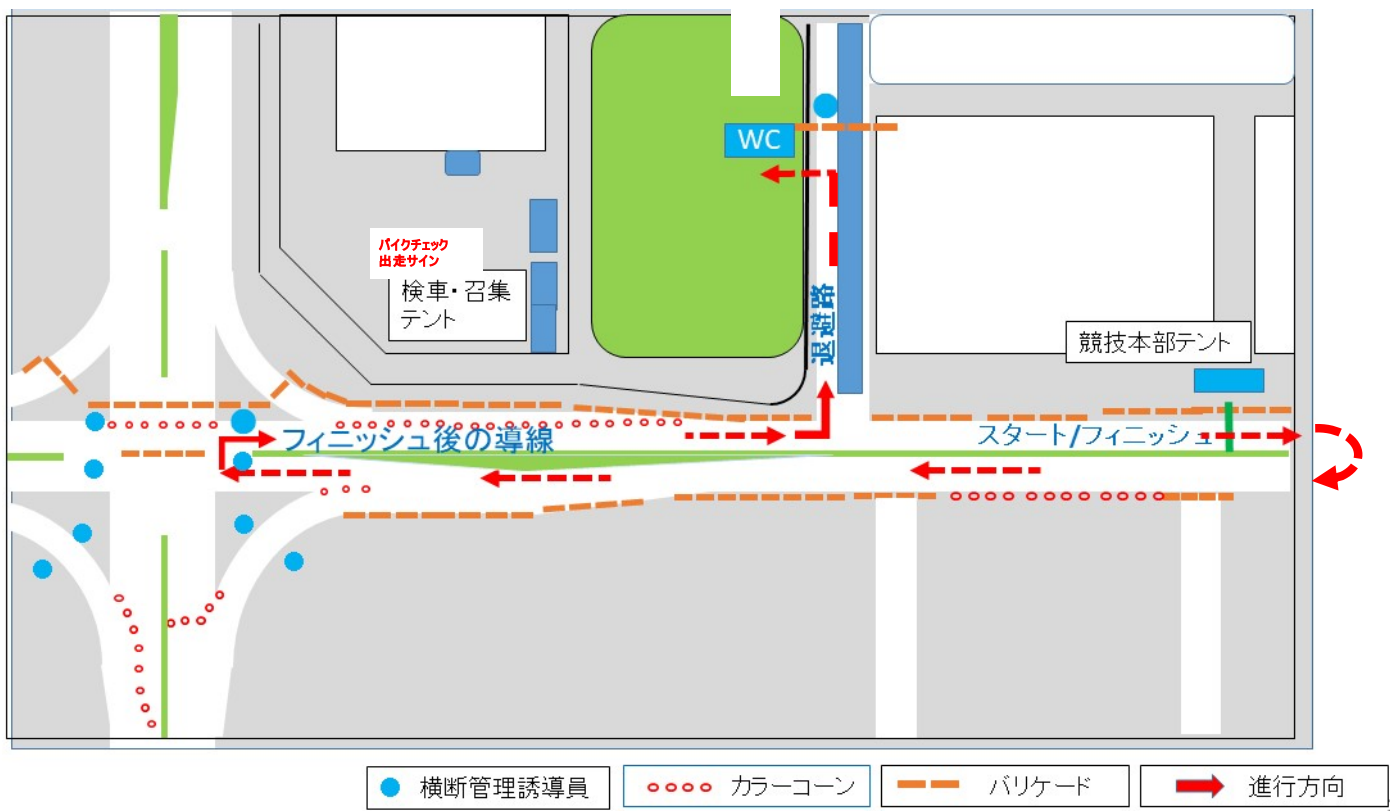 WC
バイクチェック
出走サイン
検車・召集
テント
退避路
競技本部テント
フィニッシュ後の導線
スタート/フィニッシュ
横断管理誘導員
カラーコーン
バリケード
進行方向